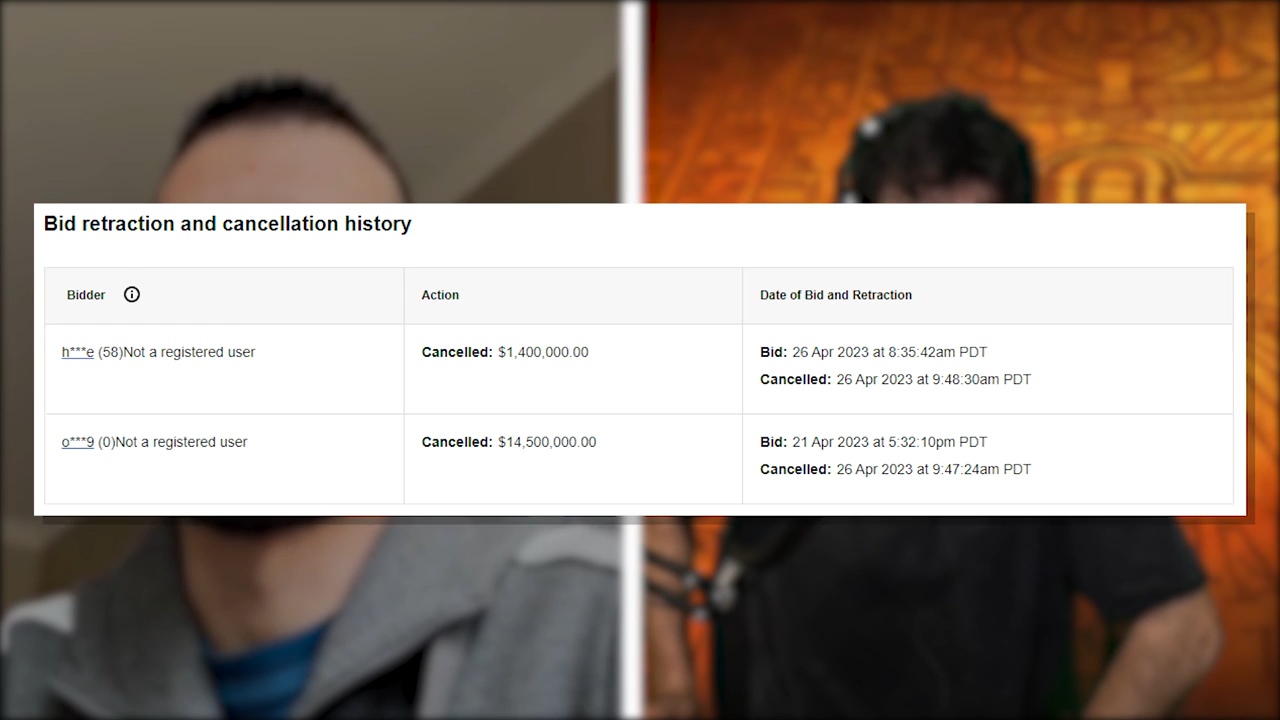 Bid retraction and cancellation history
Bidder Action Date of Bid and Retraction
h***e (58)Not a registered user Cancelled: $1,400,000.00 Bid: 26 Apr 2023 at 8:35:42am PDT
Cancelled: 26 Apr 2023 at 9:48:30am PDT
o***9 (0)Not a registered user Cancelled: $14,500,000.00 Bid: 21 Apr 2023 at 5:32:10pm PDT
Cancelled: 26 Apr 2023 at 9:47:24am PDT